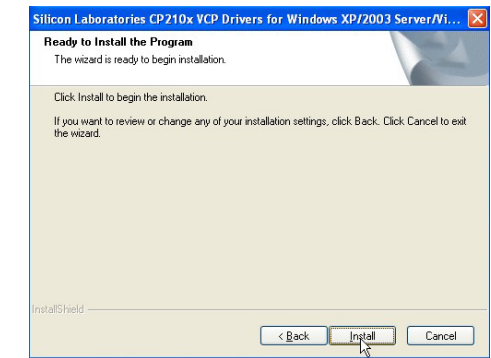 Silicon Laboratories CP210x VCP Drivers for Windows XP/2003 Server/Vi...
Ready to Install the Program
The wizard is ready to begin installation.
Click Install to begin the installation.
If you want to review or change any of your installation settings, click Back. Click Cancel to exit
the wizard.
InstallShield
< Back Install Cancel